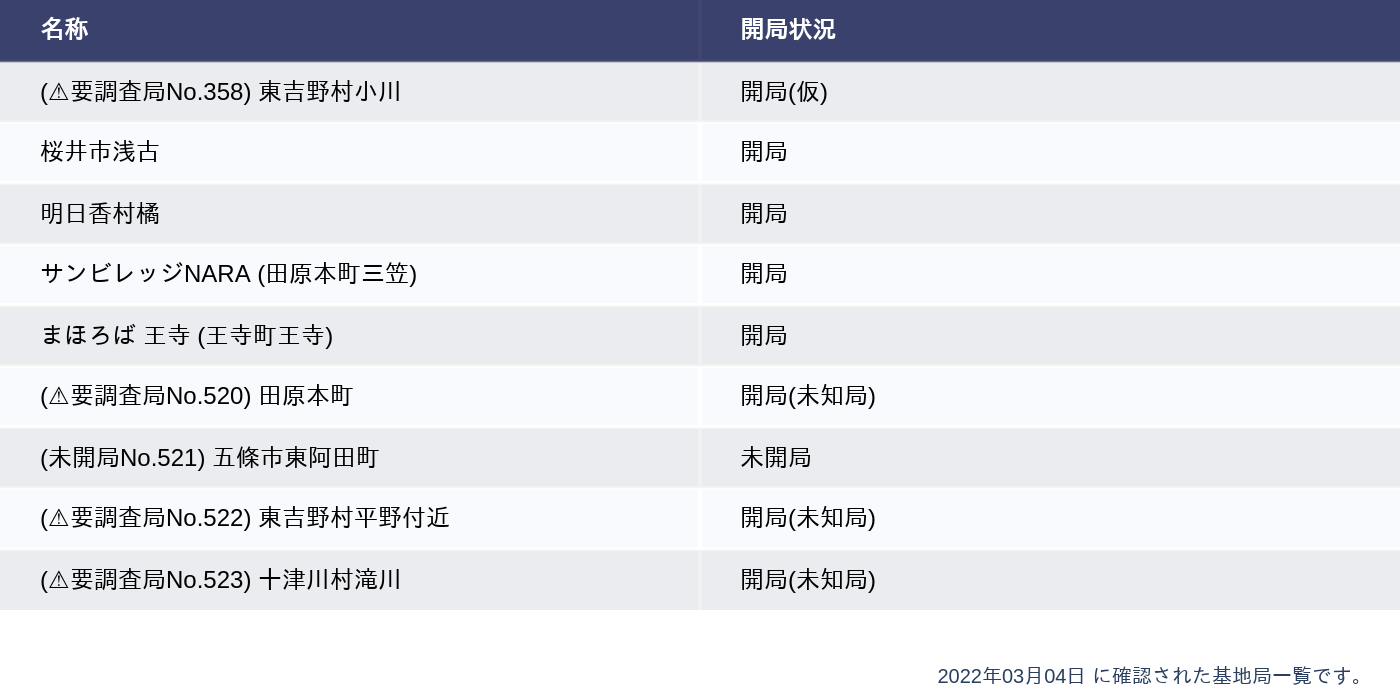 名称 開局状況
(⚠要調査局No.358) 東吉野村小川 開局(仮)
桜井市浅古 開局
明日香村橘 開局
サンビレッジNARA (田原本町三笠) 開局
まほろば 王寺 (王寺町王寺) 開局
(⚠要調査局No.520) 田原本町 開局(未知局)
(未開局No.521) 五條市東阿田町 未開局
(⚠要調査局No.522) 東吉野村平野付近 開局(未知局)
(⚠要調査局No.523) 十津川村滝川 開局(未知局)
2022年03月04日 に確認された基地局一覧です。